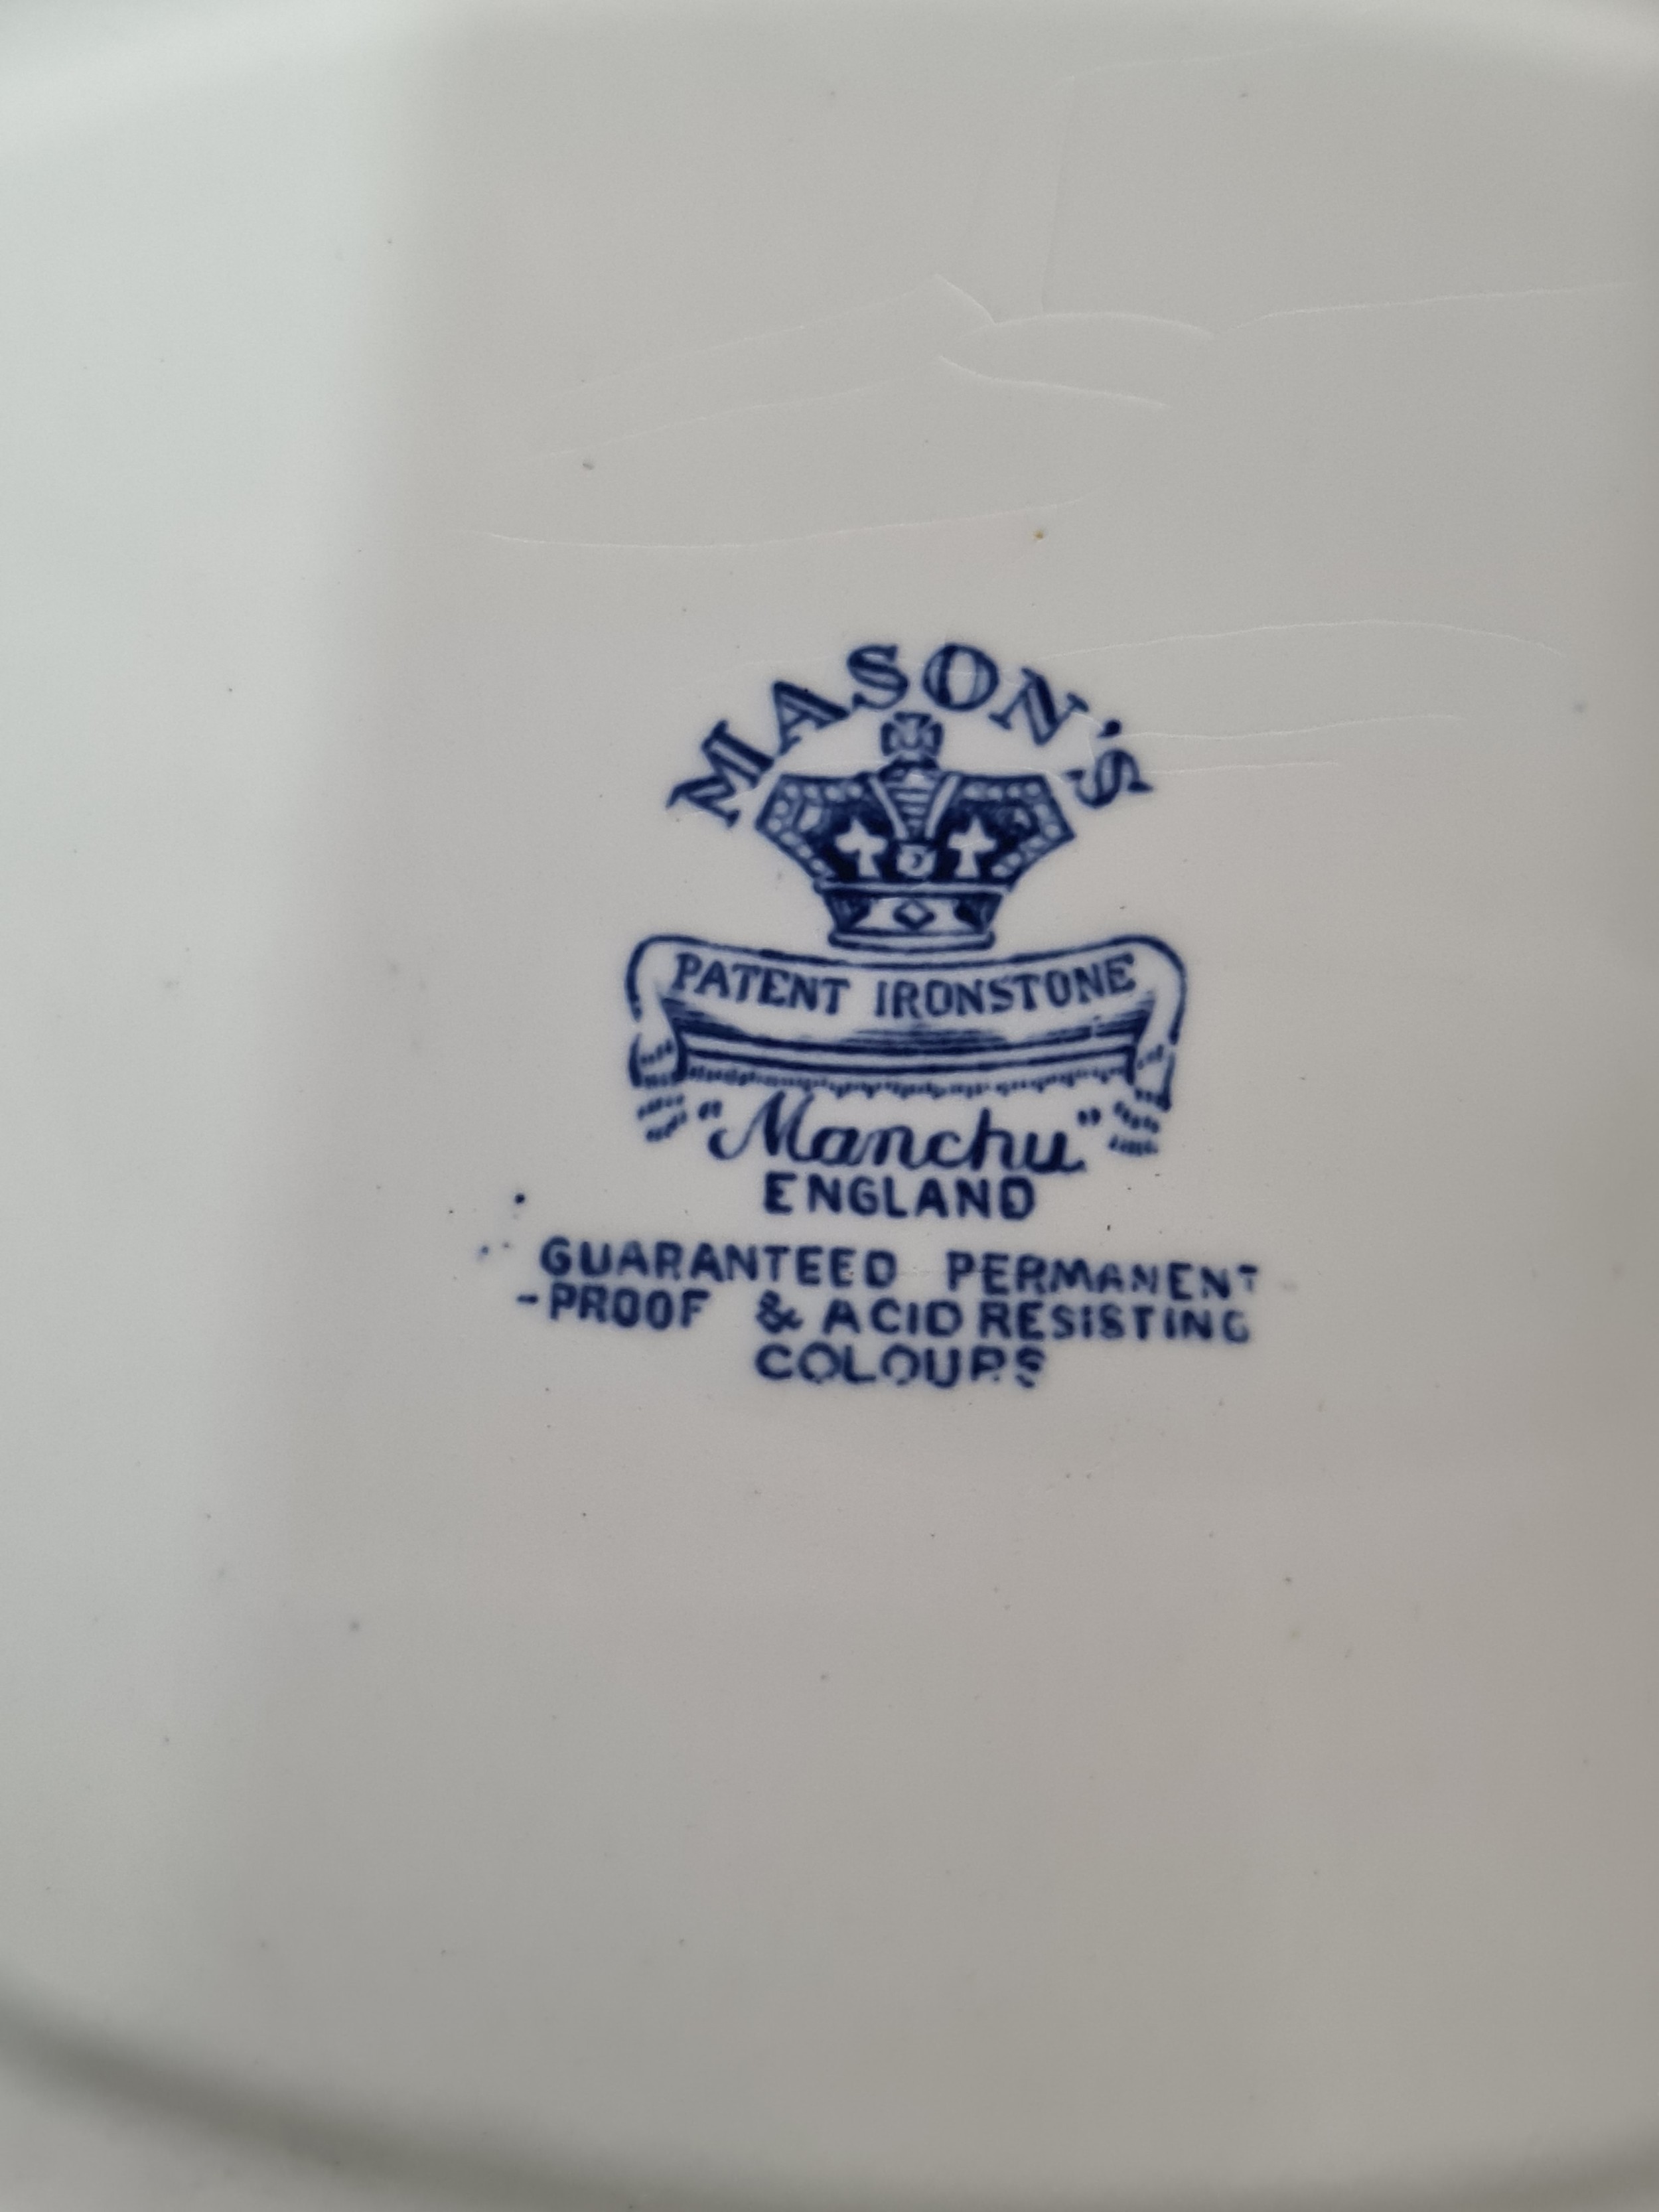 MASON'S
PATENT IRONSTONE
"Manchu"
ENGLAND
GUARANTEED PERMANENT
-PROOF & ACID RESISTING
COLOURS